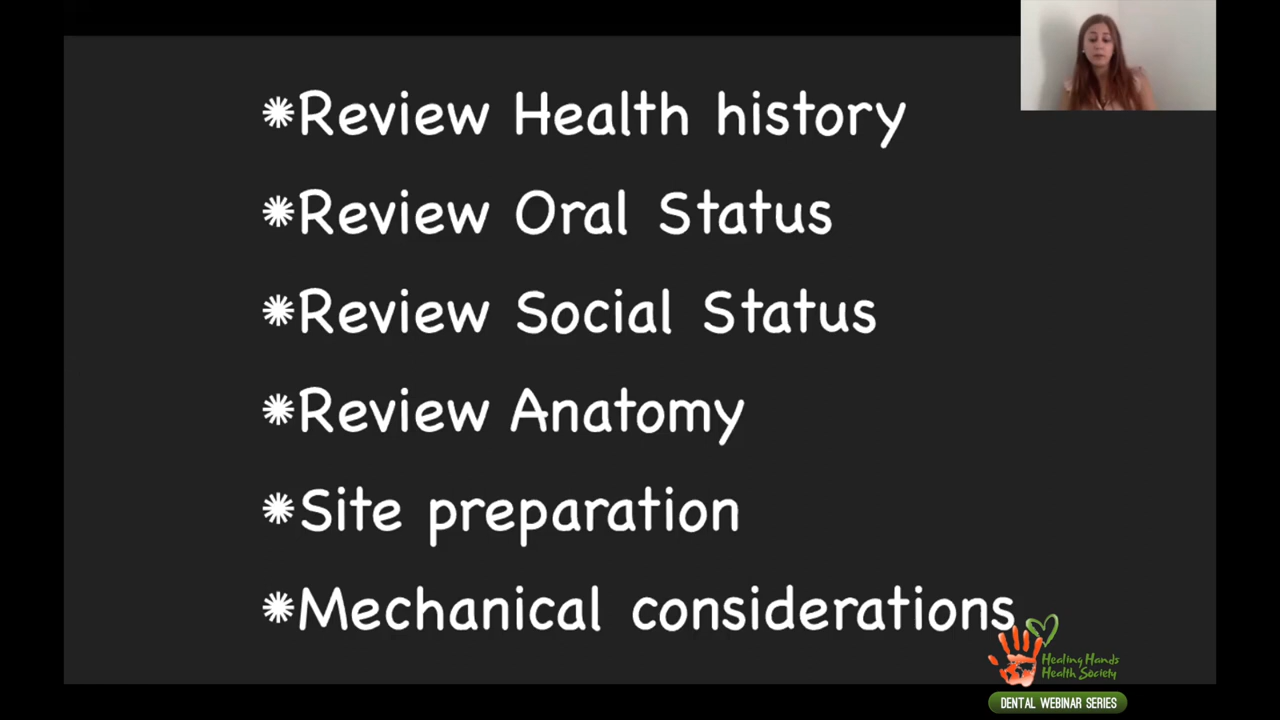 Review Health history
Review Oral Status
Review Social Status
Review Anatomy
Site preparation
Mechanical considerations
Healing Hands
Health Society
DENTAL WEBINAR SERIES